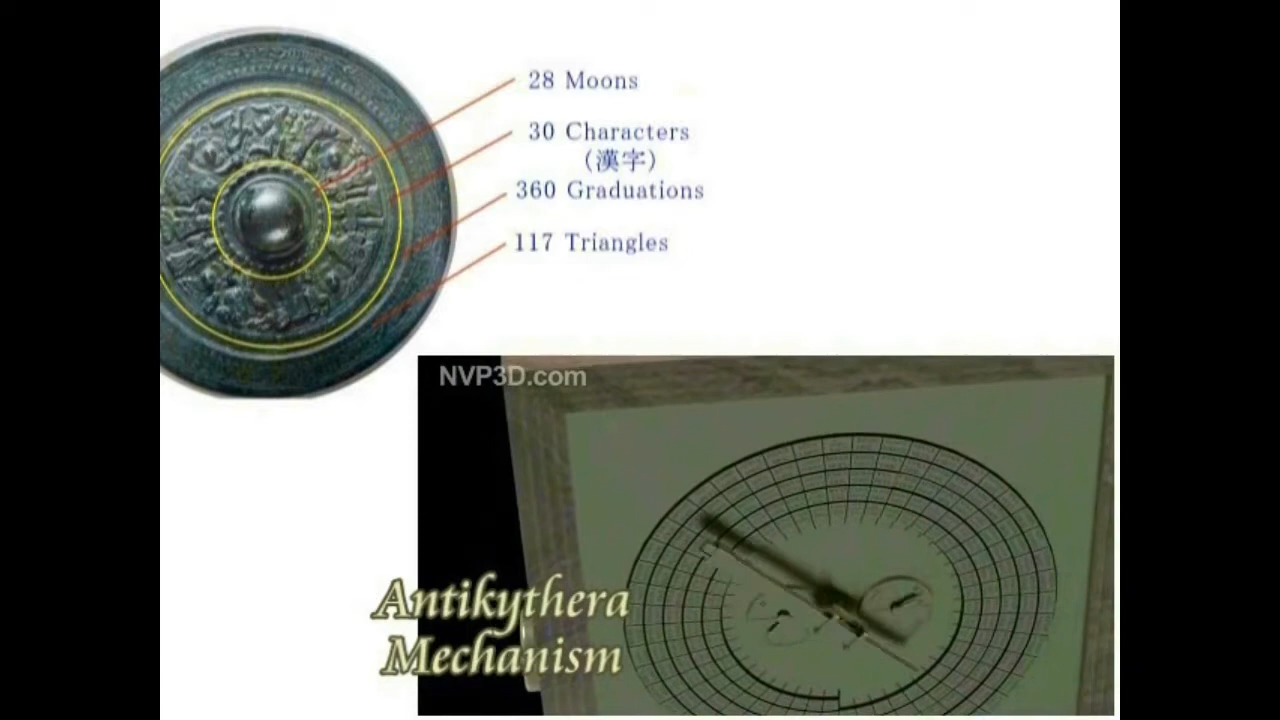 28 Moons
30 Characters
(漢字)
360 Graduations
117 Triangles
NVP3D.com
Antikythera
Mechanism